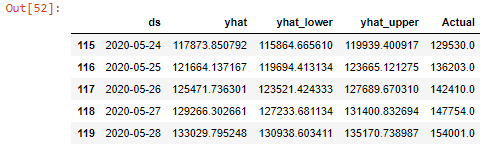 Out[52]:
ds yhat yhat_lower yhat_upper Actual
115 2020-05-24 117873.850792 115864.665610 119939.400917 129530.0
116 2020-05-25 121664.137167 119694.413134 123665.121275 136203.0
117 2020-05-26 125471.736301 123521.424333 127689.670310 142410.0
118 2020-05-27 129266.302661 127233.681134 131400.832694 147754.0
119 2020-05-28 133029.795248 130938.603411 135170.738987 154001.0